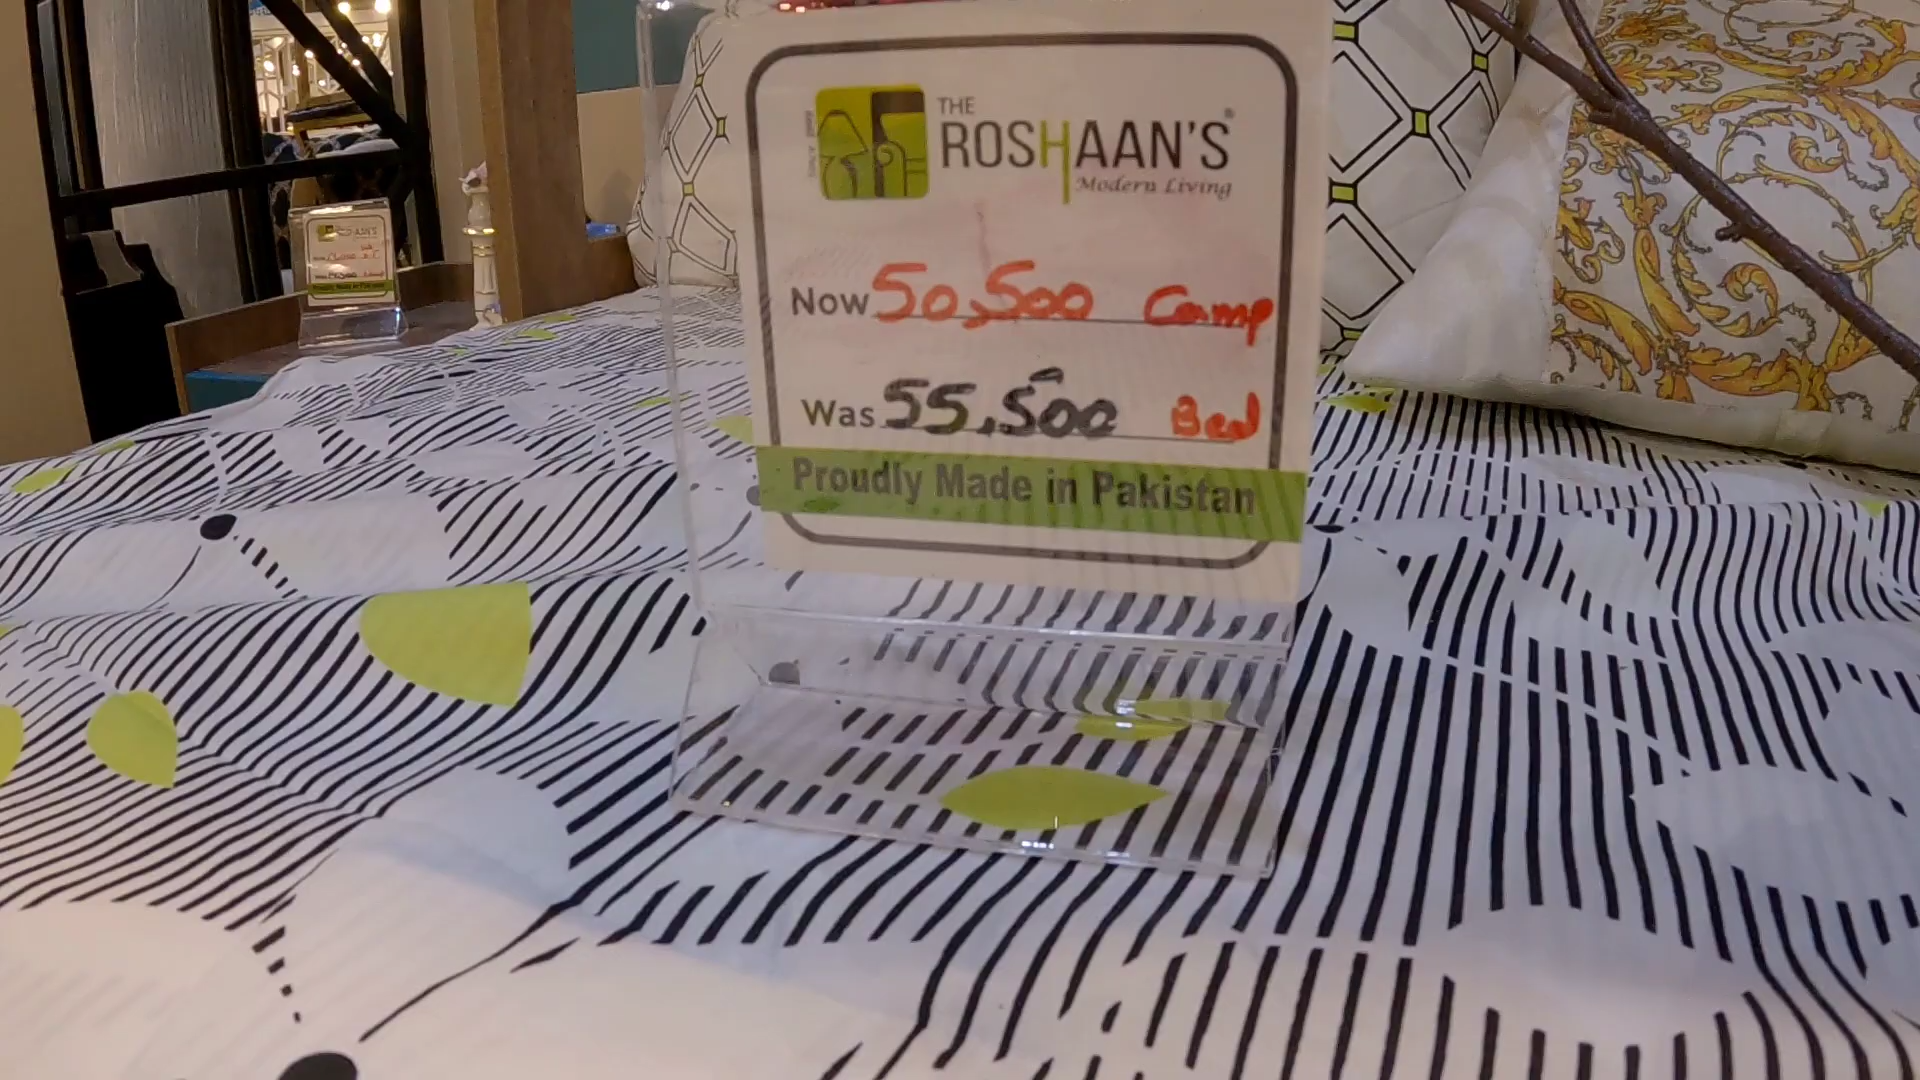 THE
ROSHAAN'S®
Modern Living
Now 50,500 Comp
Was 55,500 Bed
Proudly Made in Pakistan